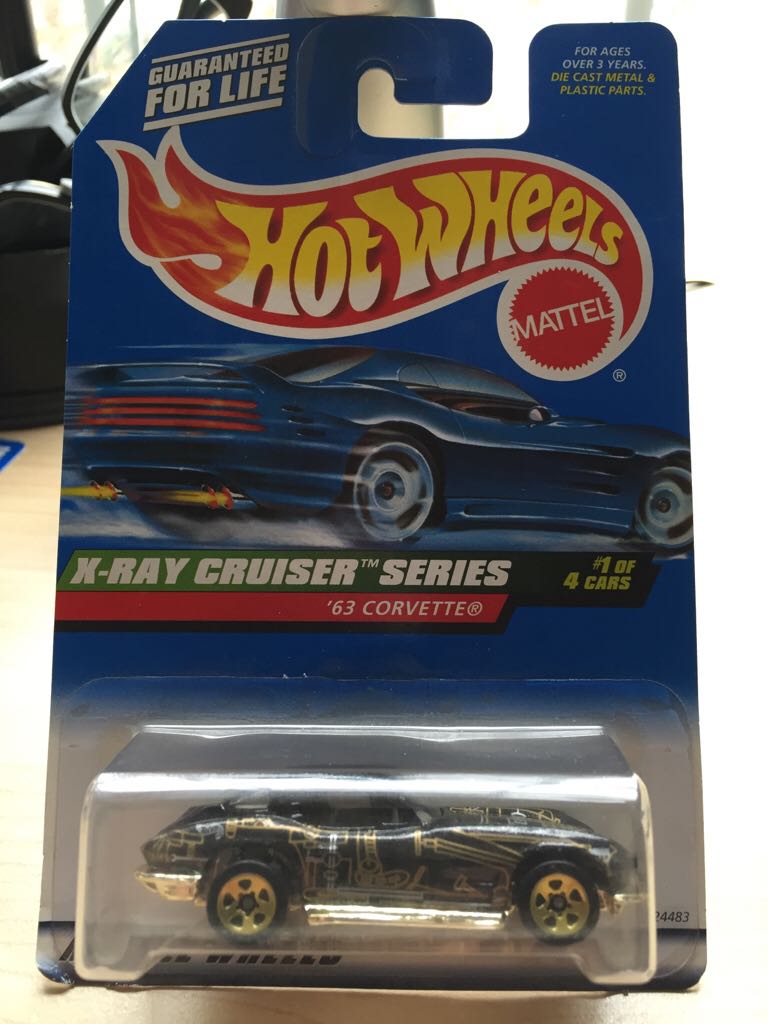 GUARANTEED
FOR LIFE
FOR AGES
OVER 3 YEARS.
DIE CAST METAL &
PLASTIC PARTS.
HOT WHEELS
MATTEL
®
X-RAY CRUISER™ SERIES
#1 OF
4 CARS
'63 CORVETTE®
24483
WHEELS